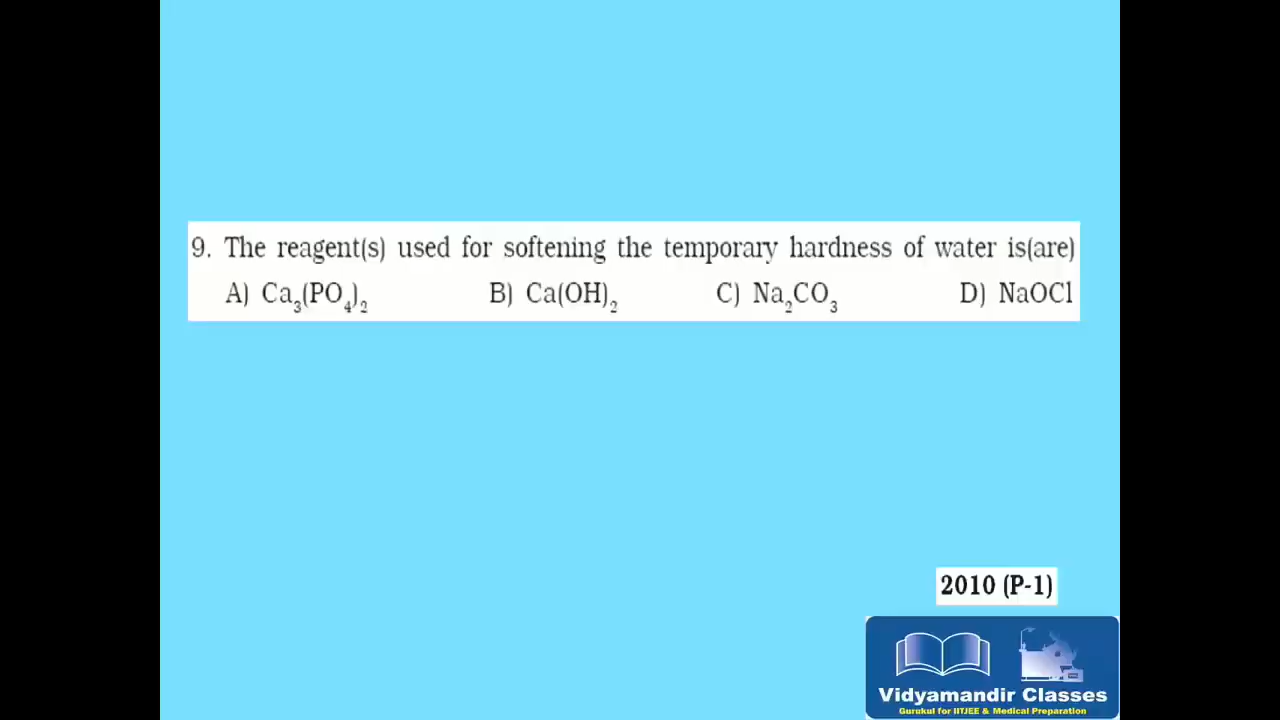 9. The reagent(s) used for softening the temporary hardness of water is(are)
A) Ca₃(PO₄)₂ B) Ca(OH)₂ C) Na₂CO₃ D) NaOCl
2010 (P-1)
Vidyamandir Classes
Gurukul for IITJEE & Medical Preparation